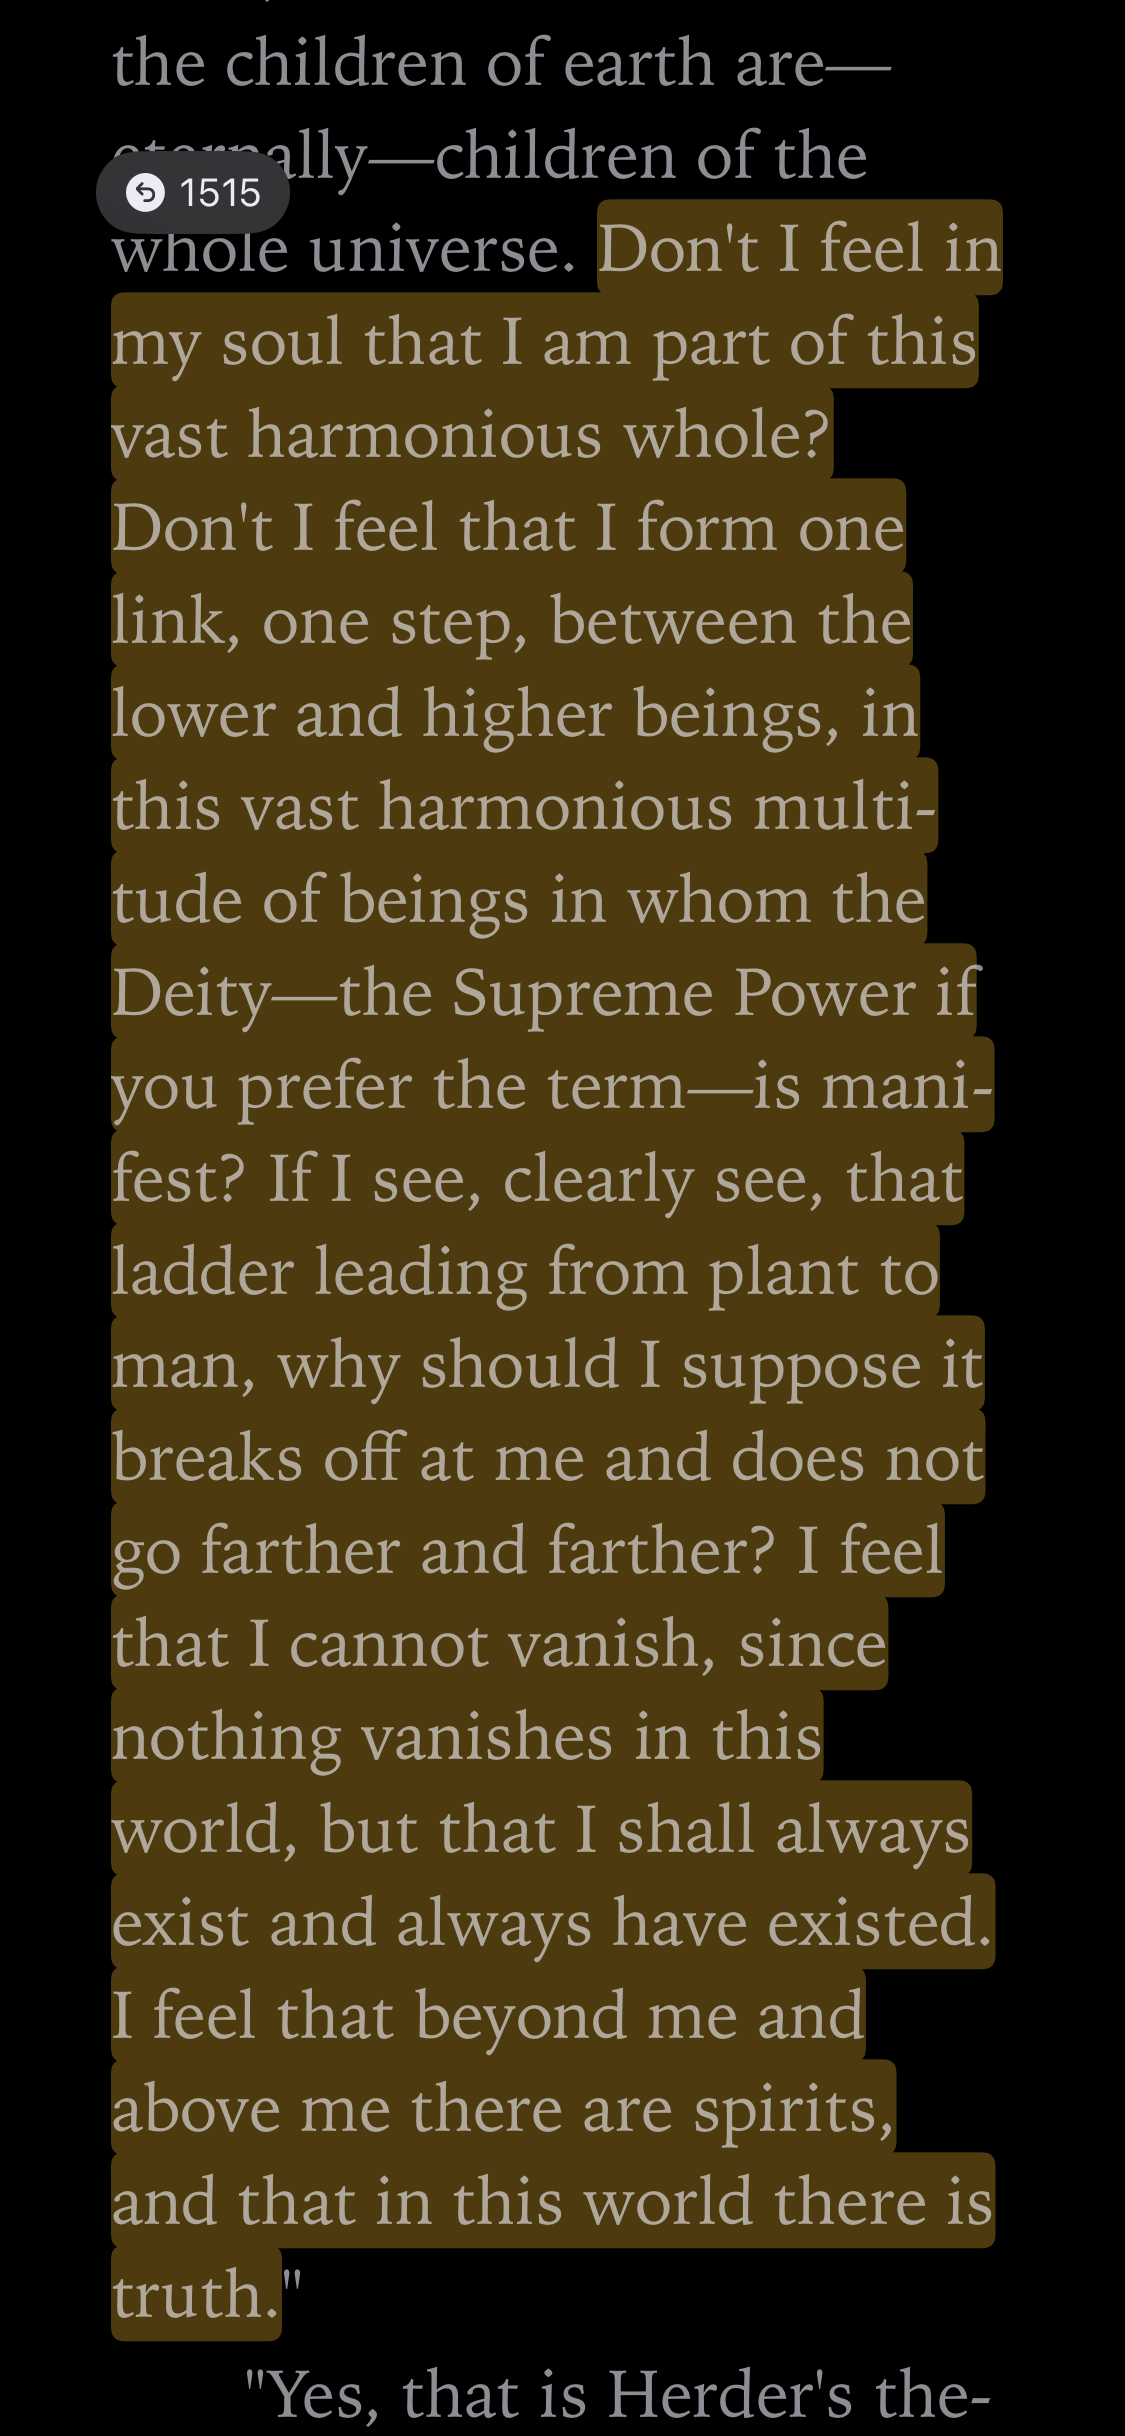 the children of earth are—
eternally—children of the
1515
whole universe. Don't I feel in
my soul that I am part of this
vast harmonious whole?
Don't I feel that I form one
link, one step, between the
lower and higher beings, in
this vast harmonious multi-
tude of beings in whom the
Deity—the Supreme Power if
you prefer the term—is mani-
fest? If I see, clearly see, that
ladder leading from plant to
man, why should I suppose it
breaks off at me and does not
go farther and farther? I feel
that I cannot vanish, since
nothing vanishes in this
world, but that I shall always
exist and always have existed.
I feel that beyond me and
above me there are spirits,
and that in this world there is
truth."
"Yes, that is Herder's the-